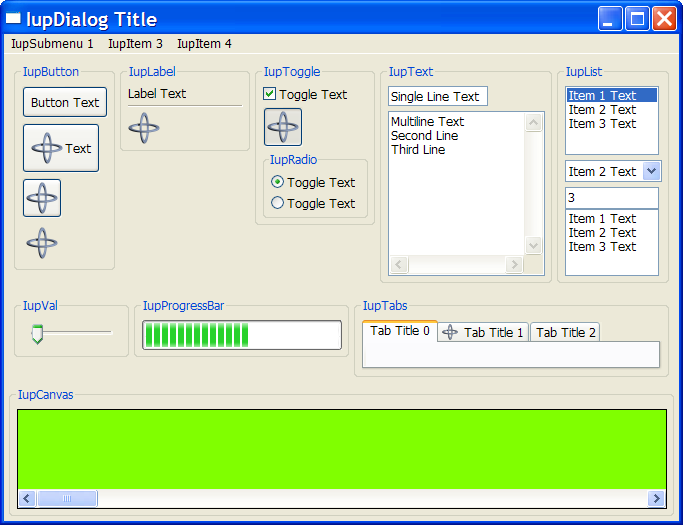 IupDialog Title
IupSubmenu 1 IupItem 3 IupItem 4
IupButton
Button Text
Text
IupLabel
Label Text
IupToggle
Toggle Text
IupRadio
Toggle Text
Toggle Text
IupText
Single Line Text
Multiline Text
Second Line
Third Line
IupList
Item 1 Text
Item 2 Text
Item 3 Text
Item 2 Text
3
Item 1 Text
Item 2 Text
Item 3 Text
IupVal
IupProgressBar
IupTabs
Tab Title 0 Tab Title 1 Tab Title 2
IupCanvas